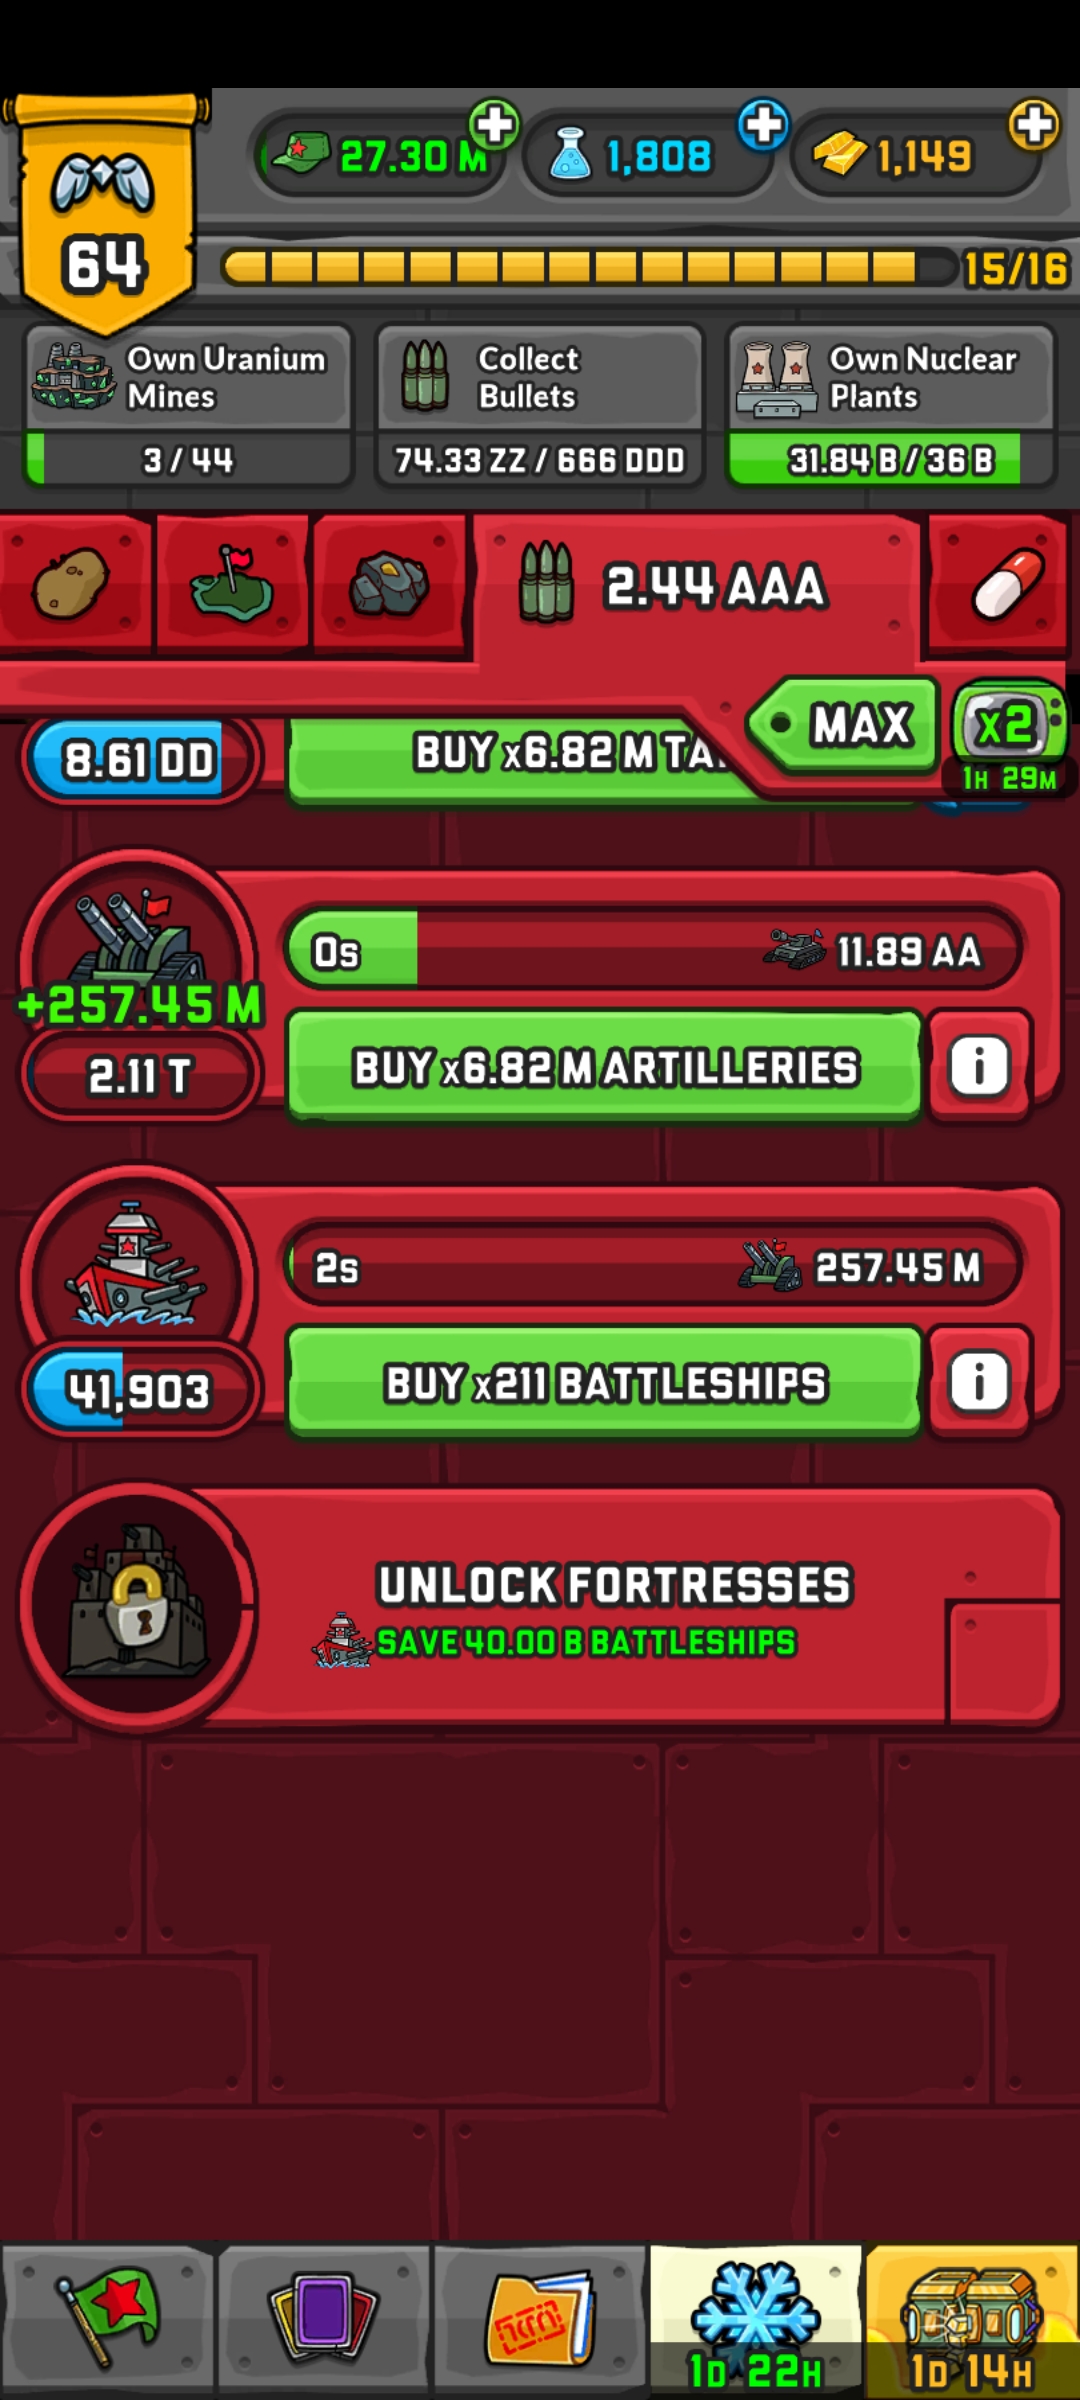 27.30 M
1,808
1,149
64
15/16
Own Uranium
Mines
3 / 44
Collect
Bullets
74.33 ZZ / 666 DDD
Own Nuclear
Plants
31.84 B / 36 B
2.44 AAA
MAX
x2
1H 29M
8.61 DD
BUY x6.82 M TA
0s
11.89 AA
+257.45 M
2.11 T
BUY x6.82 M ARTILLERIES
i
2s
257.45 M
41,903
BUY x211 BATTLESHIPS
i
UNLOCK FORTRESSES
SAVE 40.00 B BATTLESHIPS
1D 22H
1D 14H